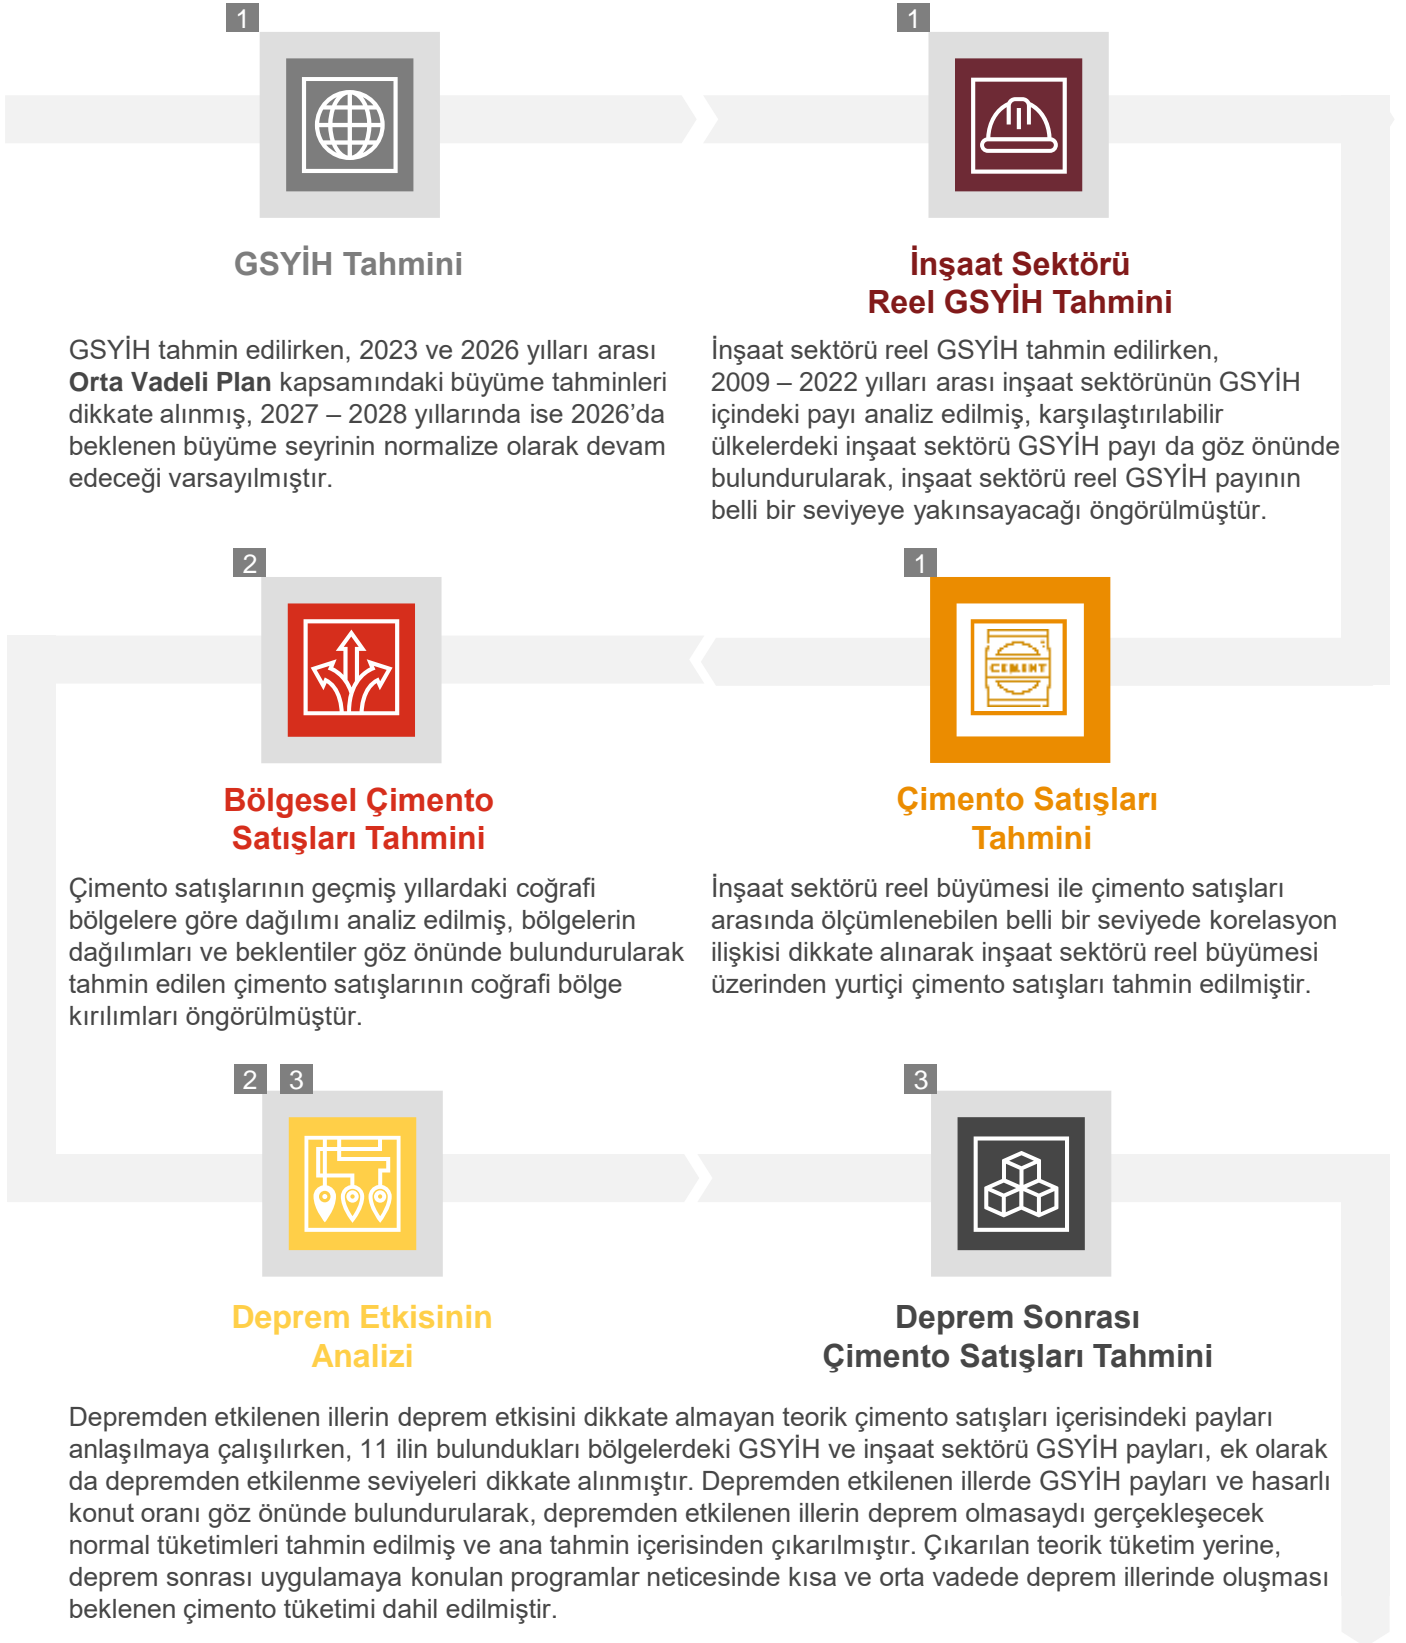 1
GSYİH Tahmini
GSYİH tahmin edilirken, 2023 ve 2026 yılları arası
Orta Vadeli Plan kapsamındaki büyüme tahminleri
dikkate alınmış, 2027 – 2028 yıllarında ise 2026’da
beklenen büyüme seyrinin normalize olarak devam
edeceği varsayılmıştır.
1
İnşaat Sektörü
Reel GSYİH Tahmini
İnşaat sektörü reel GSYİH tahmin edilirken,
2009 – 2022 yılları arası inşaat sektörünün GSYİH
içindeki payı analiz edilmiş, karşılaştırılabilir
ülkelerdeki inşaat sektörü GSYİH payı da göz önünde
bulundurularak, inşaat sektörü reel GSYİH payının
belli bir seviyeye yakınsayacağı öngörülmüştür.
1
CEMENT
Çimento Satışları
Tahmini
İnşaat sektörü reel büyümesi ile çimento satışları
arasında ölçümlenebilen belli bir seviyede korelasyon
ilişkisi dikkate alınarak inşaat sektörü reel büyümesi
üzerinden yurtiçi çimento satışları tahmin edilmiştir.
2
Bölgesel Çimento
Satışları Tahmini
Çimento satışlarının geçmiş yıllardaki coğrafi
bölgelere göre dağılımı analiz edilmiş, bölgelerin
dağılımları ve beklentiler göz önünde bulundurularak
tahmin edilen çimento satışlarının coğrafi bölge
kırılımları öngörülmüştür.
2 3
Deprem Etkisinin
Analizi
3
Deprem Sonrası
Çimento Satışları Tahmini
Depremden etkilenen illerin deprem etkisini dikkate almayan teorik çimento satışları içerisindeki payları
anlaşılmaya çalışılırken, 11 ilin bulundukları bölgelerdeki GSYİH ve inşaat sektörü GSYİH payları, ek olarak
da depremden etkilenme seviyeleri dikkate alınmıştır. Depremden etkilenen illerde GSYİH payları ve hasarlı
konut oranı göz önünde bulundurularak, depremden etkilenen illerin deprem olmasaydı gerçekleşecek
normal tüketimleri tahmin edilmiş ve ana tahmin içerisinden çıkarılmıştır. Çıkarılan teorik tüketim yerine,
deprem sonrası uygulamaya konulan programlar neticesinde kısa ve orta vadede deprem illerinde oluşması
beklenen çimento tüketimi dahil edilmiştir.